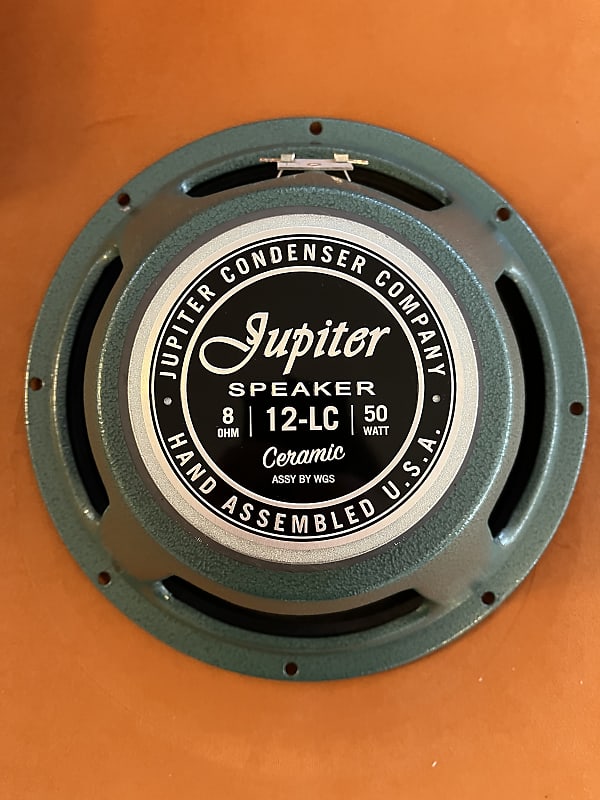 JUPITER CONDENSER COMPANY
Jupiter
SPEAKER
8 OHM | 12-LC | 50 WATT
Ceramic
ASSY BY WGS
HAND ASSEMBLED U.S.A.